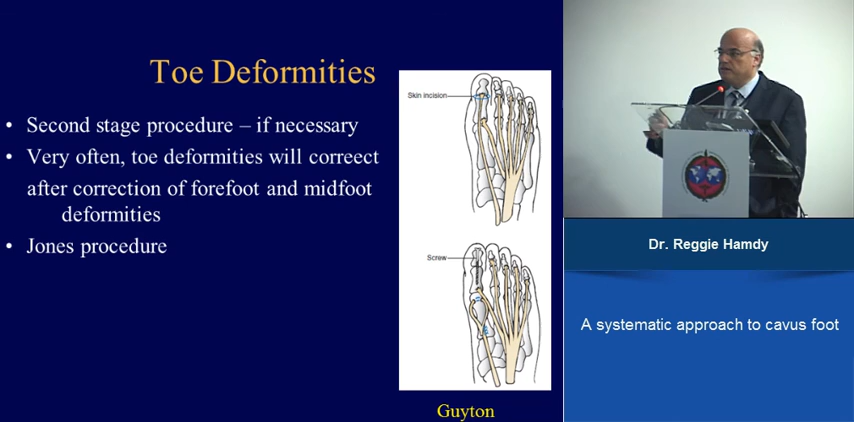 Toe Deformities
• Second stage procedure – if necessary
• Very often, toe deformities will correect
after correction of forefoot and midfoot
deformities
• Jones procedure
Skin incision
Screw
Guyton
Dr. Reggie Hamdy
A systematic approach to cavus foot